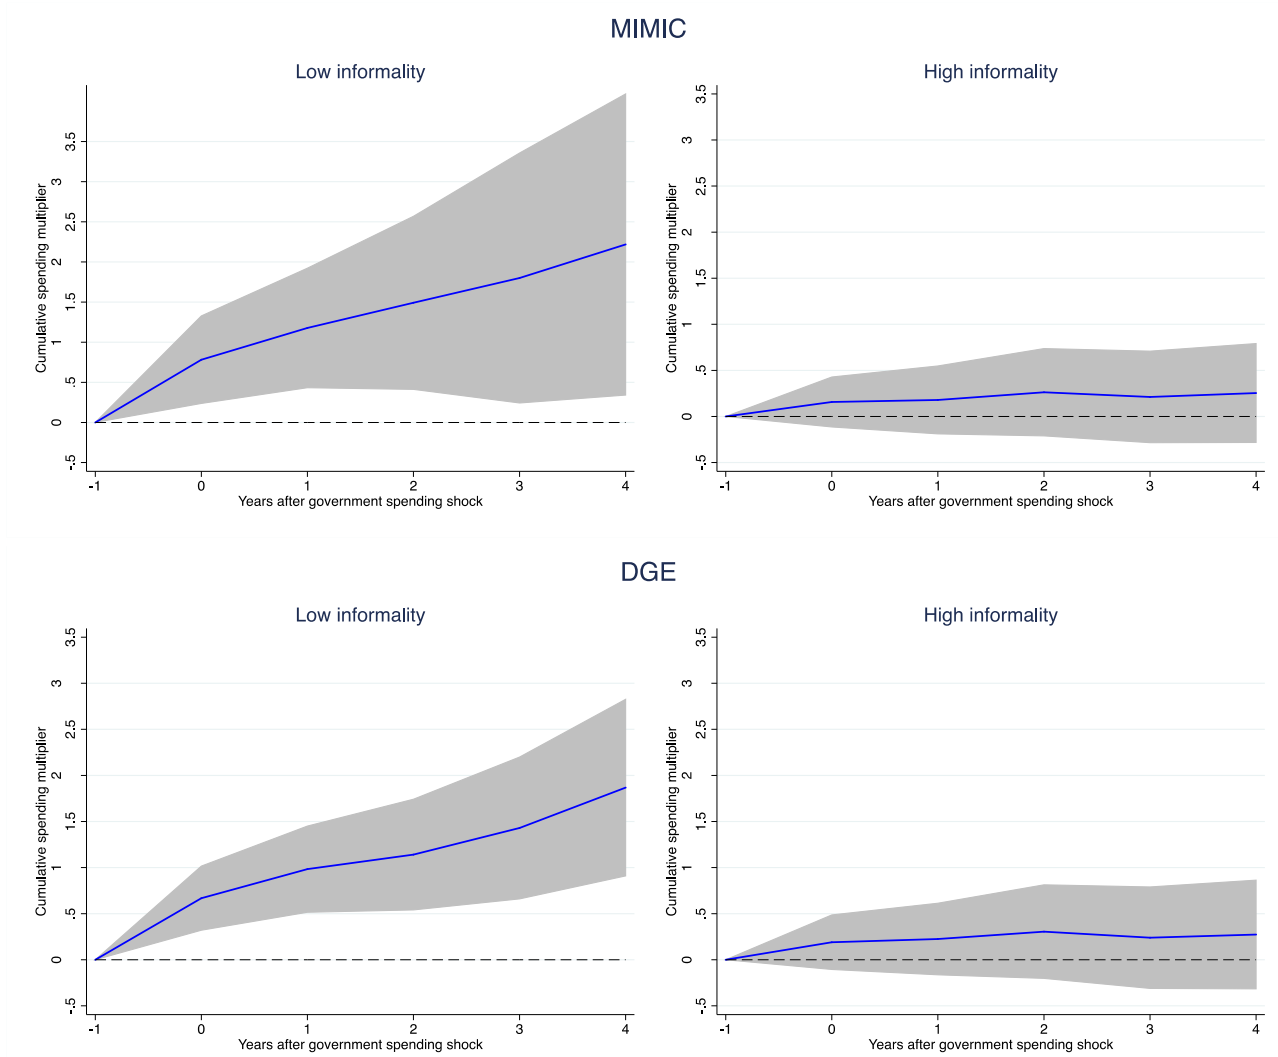 MIMIC
Low informality
Cumulative spending multiplier
3.5
3
2.5
2
1.5
1
.5
0
-.5
-1 0 1 2 3 4
Years after government spending shock
High informality
Cumulative spending multiplier
3.5
3
2.5
2
1.5
1
.5
0
-.5
-1 0 1 2 3 4
Years after government spending shock
DGE
Low informality
Cumulative spending multiplier
3.5
3
2.5
2
1.5
1
.5
0
-.5
-1 0 1 2 3 4
Years after government spending shock
High informality
Cumulative spending multiplier
3.5
3
2.5
2
1.5
1
.5
0
-.5
-1 0 1 2 3 4
Years after government spending shock